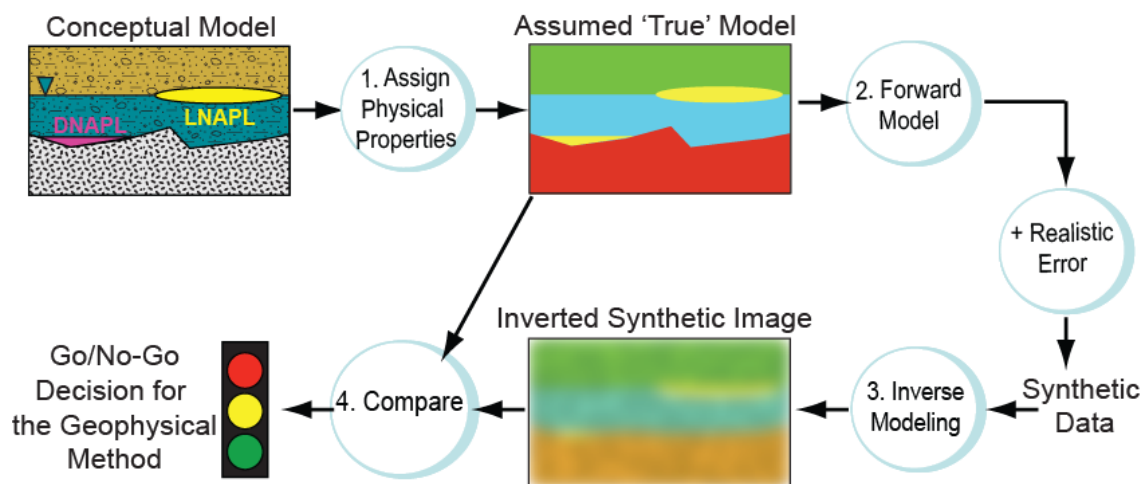 Conceptual Model
DNAPL
LNAPL
1. Assign
Physical
Properties
Assumed ‘True’ Model
2. Forward
Model
+ Realistic
Error
Synthetic
Data
3. Inverse
Modeling
Inverted Synthetic Image
4. Compare
Go/No-Go
Decision for
the Geophysical
Method